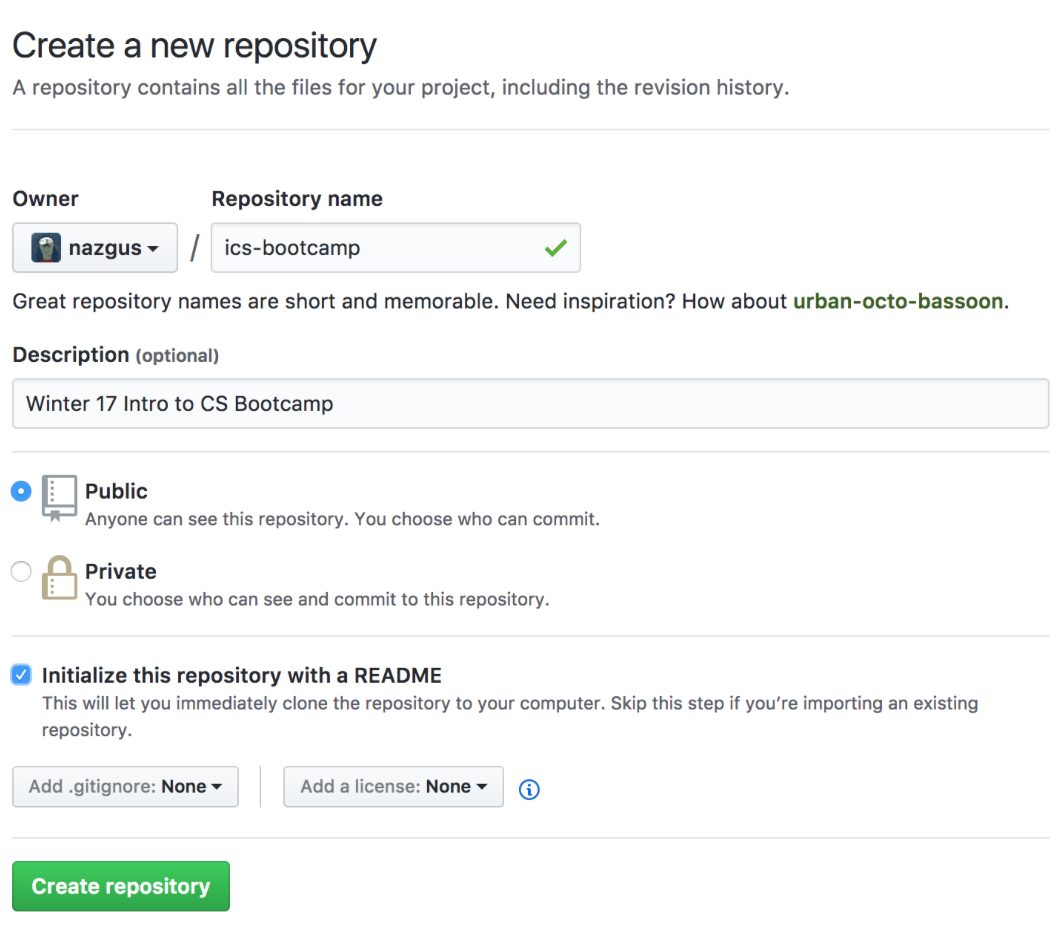 Create a new repository
A repository contains all the files for your project, including the revision history.
Owner
Repository name
nazgus / ics-bootcamp
Great repository names are short and memorable. Need inspiration? How about urban-octo-bassoon.
Description (optional)
Winter 17 Intro to CS Bootcamp
Public
Anyone can see this repository. You choose who can commit.
Private
You choose who can see and commit to this repository.
Initialize this repository with a README
This will let you immediately clone the repository to your computer. Skip this step if you’re importing an existing
repository.
Add .gitignore: None
Add a license: None
Create repository